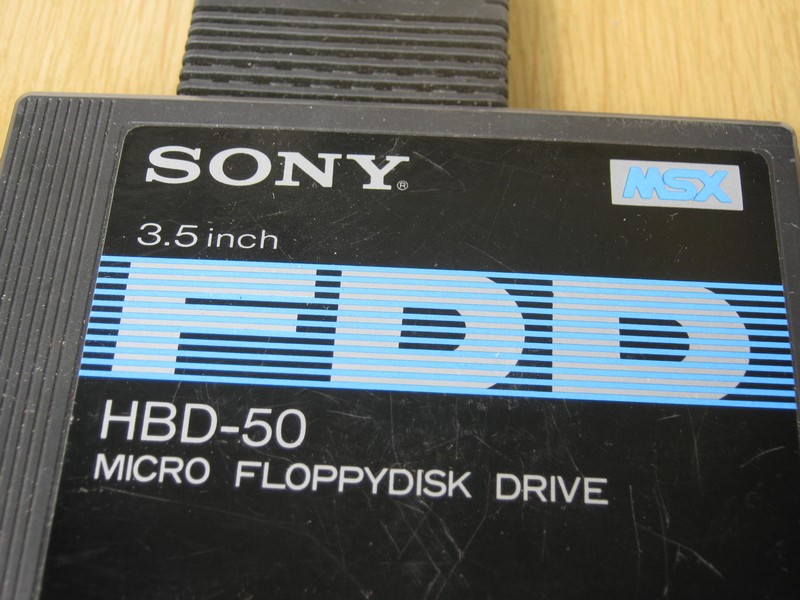 SONY®
MSX
3.5 inch
FDD
HBD-50
MICRO FLOPPYDISK DRIVE